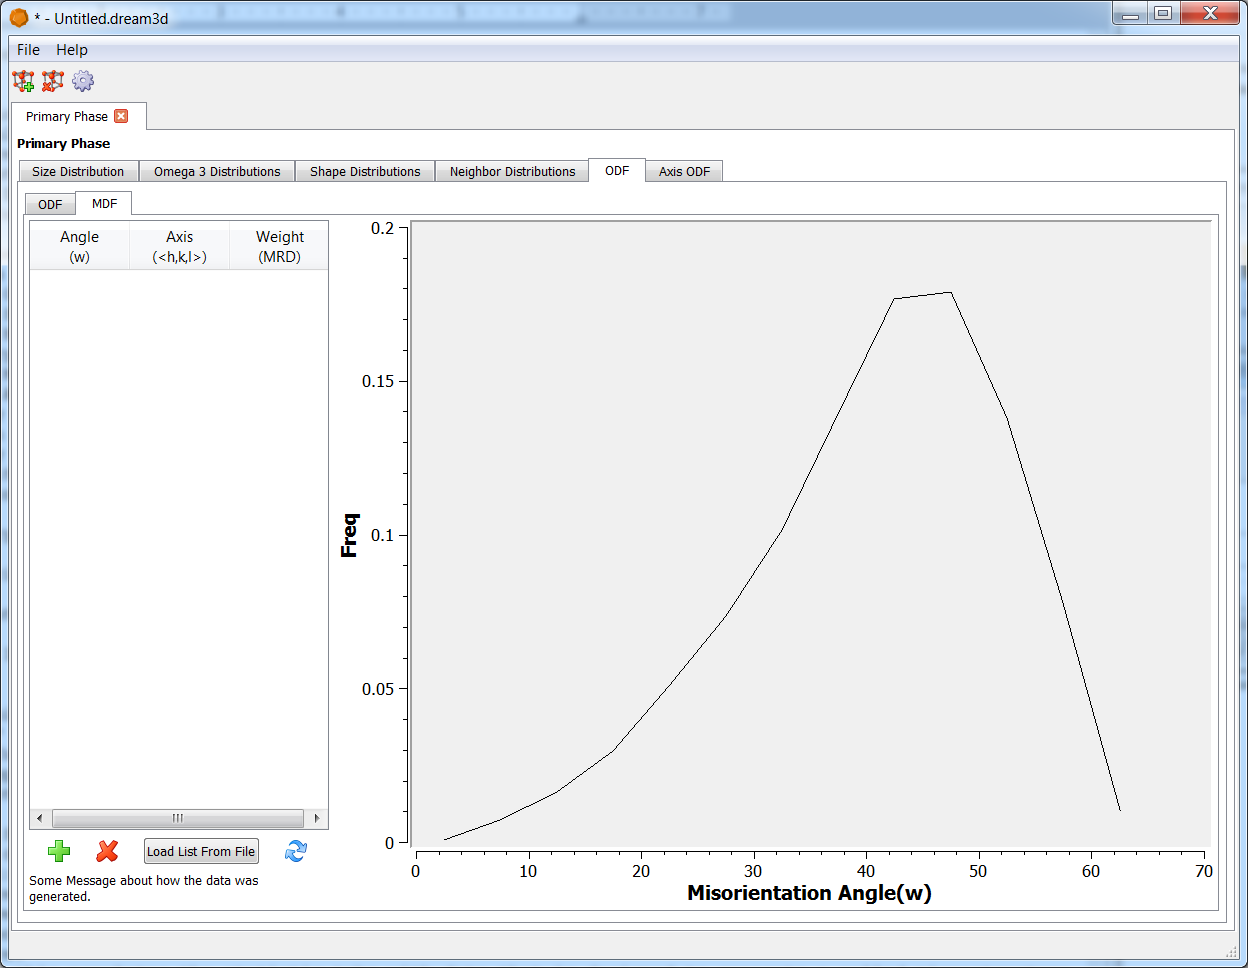 * - Untitled.dream3d
File Help
Primary Phase
Primary Phase
Size Distribution Omega 3 Distributions Shape Distributions Neighbor Distributions ODF Axis ODF
ODF MDF
Angle Axis Weight
(w) (<h,k,l>) (MRD)
0.2
0.15
0.1
0.05
0
Freq
0 10 20 30 40 50 60 70
Misorientation Angle(w)
Load List From File
Some Message about how the data was
generated.